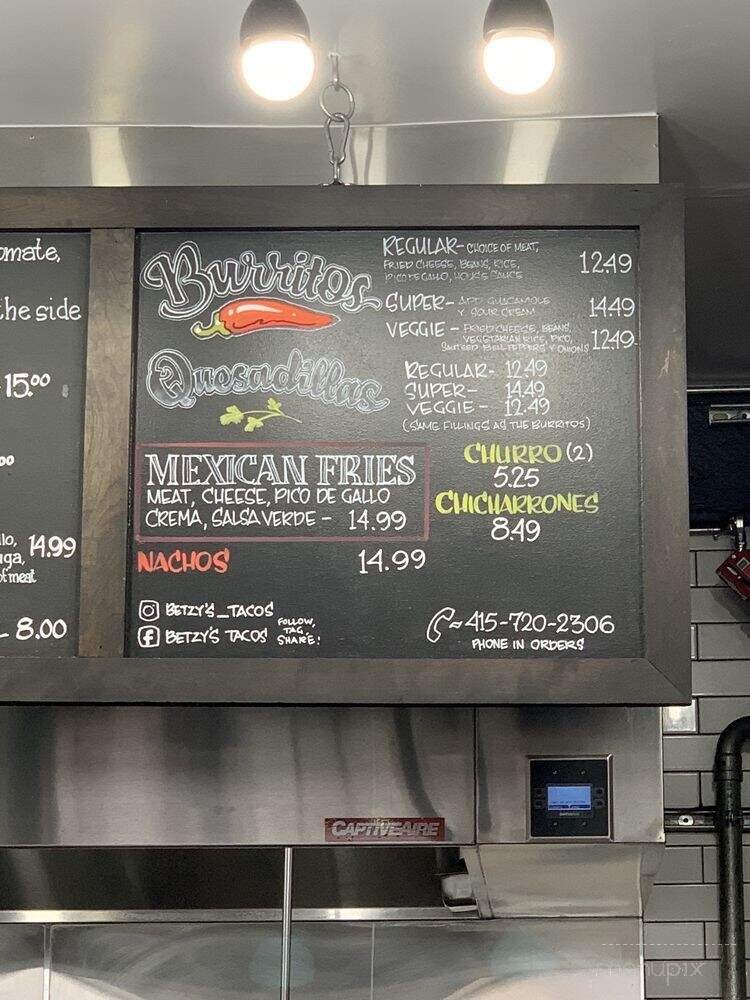 omate,
he side
15.00
00
lo, 14.99
uga,
of meat
8.00
Burritos
REGULAR- CHOICE OF MEAT, 12.49
FRIED CHEESE, BEANS, RICE,
PICO DE GALLO, HOUSE SAUCE
SUPER- ADD GUACAMOLE 14.49
Y SOUR CREAM
VEGGIE - FRIED CHEESE, BEANS, 12.49
VEGETARIAN RICE, PICO,
SAUTEED BELL PEPPERS Y ONIONS
Quesadillas
REGULAR- 12.49
SUPER- 14.49
VEGGIE - 12.49
(SAME FILLINGS AS THE BURRITOS)
MEXICAN FRIES
MEAT, CHEESE, PICO DE GALLO
CREMA, SALSA VERDE - 14.99
CHURRO (2)
5.25
CHICHARRONES
8.49
NACHOS 14.99
BETZY'S_TACOS
BETZY'S TACOS
FOLLOW,
TAG,
SHARE!
~415-720-2306
PHONE IN ORDERS
CAPTIVEAIRE
menupix